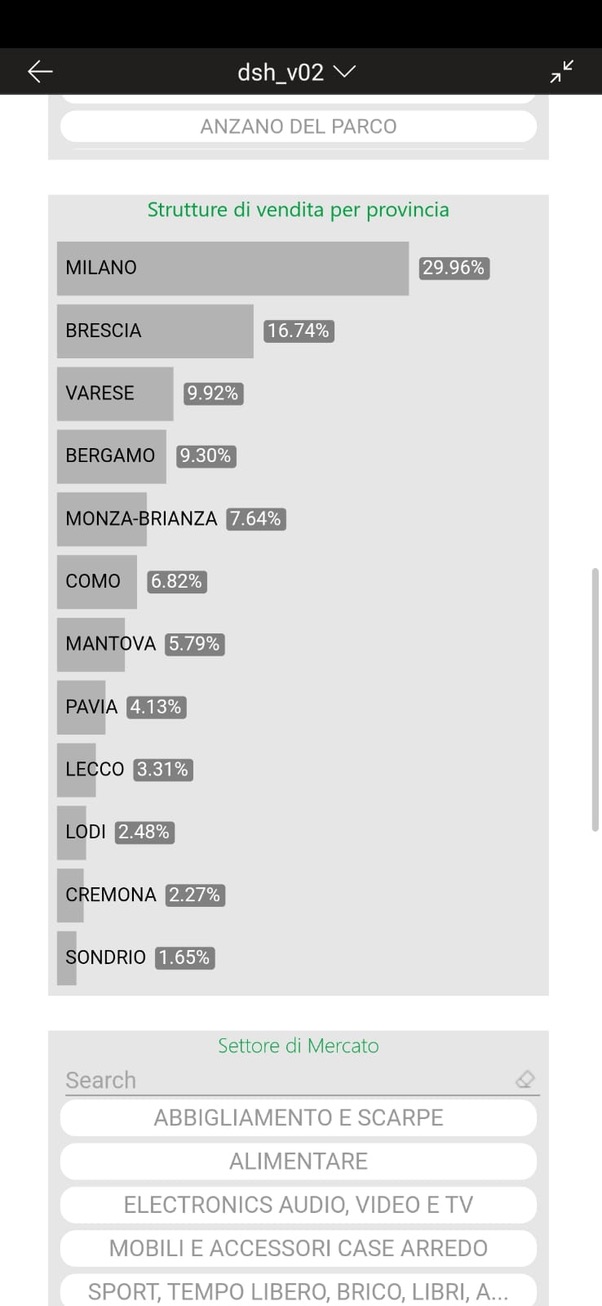 dsh_v02
ANZANO DEL PARCO
Strutture di vendita per provincia
MILANO 29.96%
BRESCIA 16.74%
VARESE 9.92%
BERGAMO 9.30%
MONZA-BRIANZA 7.64%
COMO 6.82%
MANTOVA 5.79%
PAVIA 4.13%
LECCO 3.31%
LODI 2.48%
CREMONA 2.27%
SONDRIO 1.65%
Settore di Mercato
Search
ABBIGLIAMENTO E SCARPE
ALIMENTARE
ELECTRONICS AUDIO, VIDEO E TV
MOBILI E ACCESSORI CASE ARREDO
SPORT, TEMPO LIBERO, BRICO, LIBRI, A...